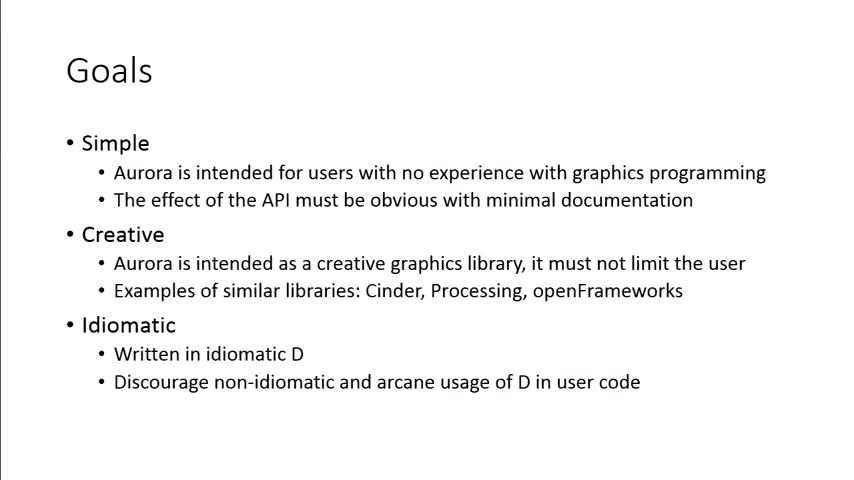 Goals
• Simple
• Aurora is intended for users with no experience with graphics programming
• The effect of the API must be obvious with minimal documentation
• Creative
• Aurora is intended as a creative graphics library, it must not limit the user
• Examples of similar libraries: Cinder, Processing, openFrameworks
• Idiomatic
• Written in idiomatic D
• Discourage non-idiomatic and arcane usage of D in user code